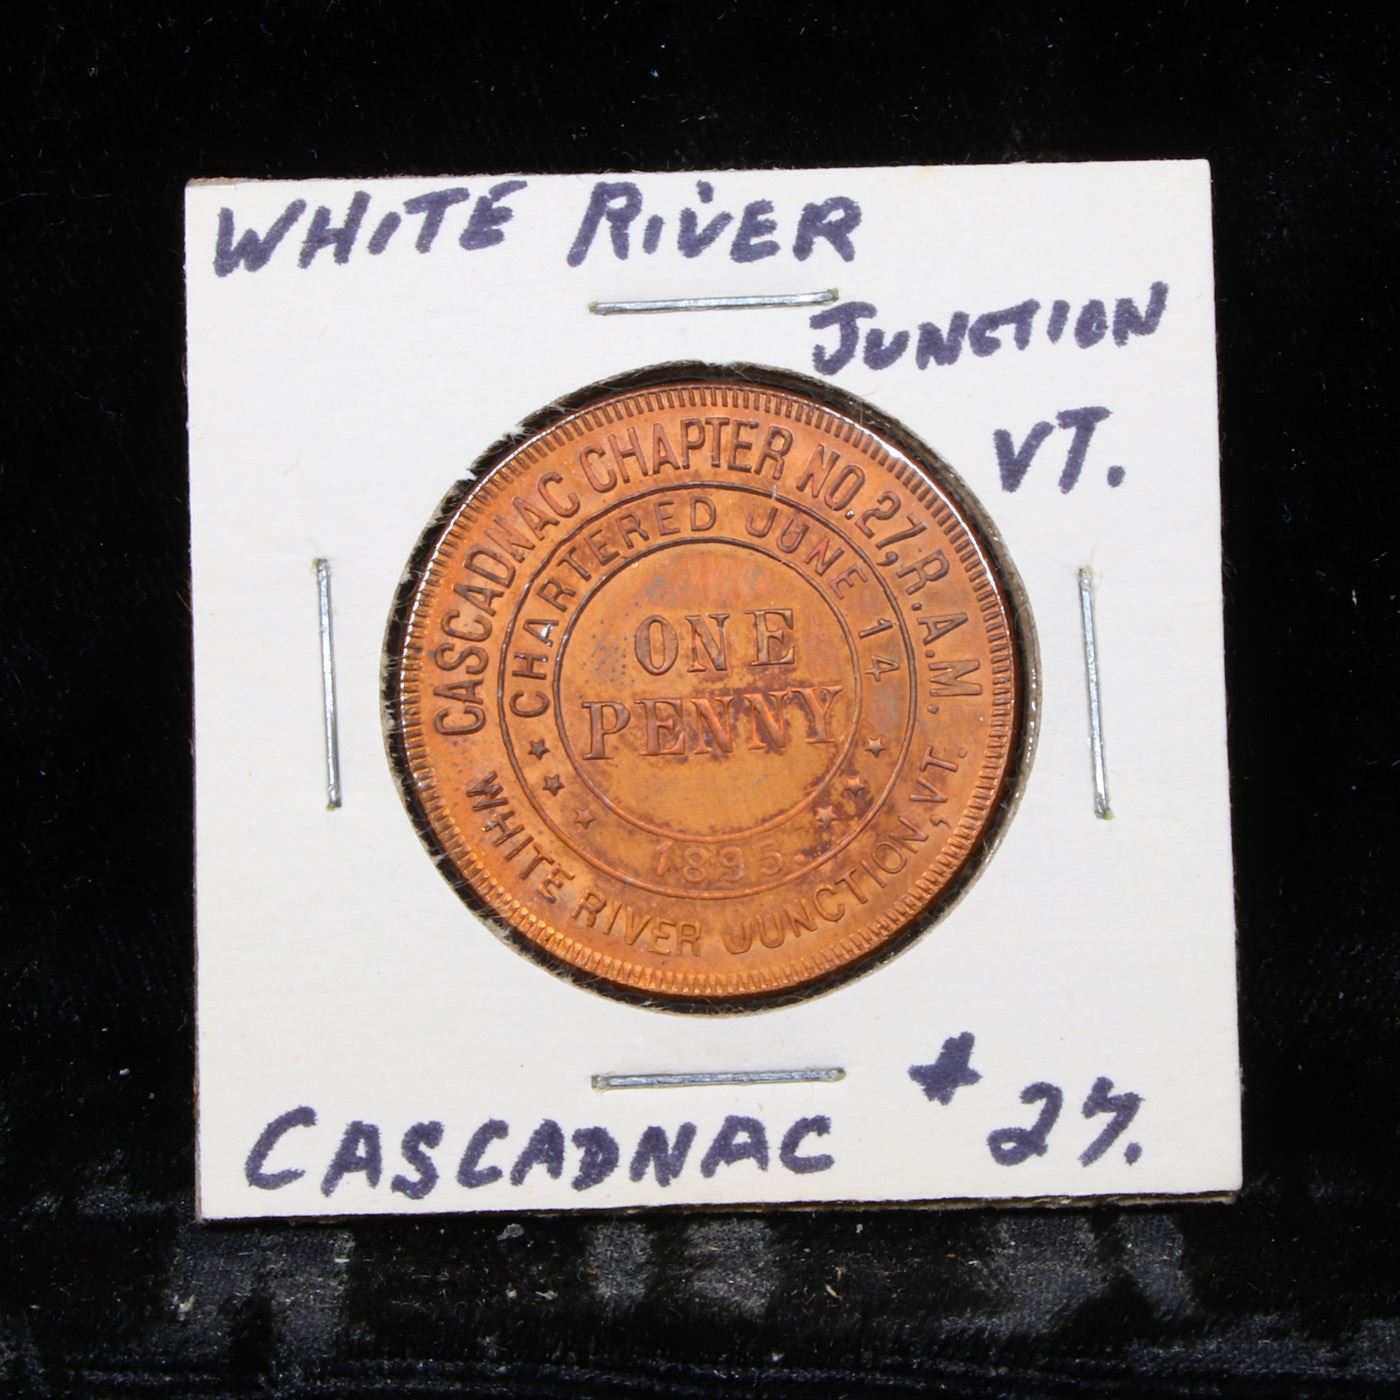 WHiTE RiVER
JUNCTION
VT.
CASCADNAC CHAPTER NO. 27, R.A.M.
CHARTERED JUNE 14
ONE
PENNY
1895.
WHITE RIVER JUNCTION, VT.
CASCADNAC # 27.